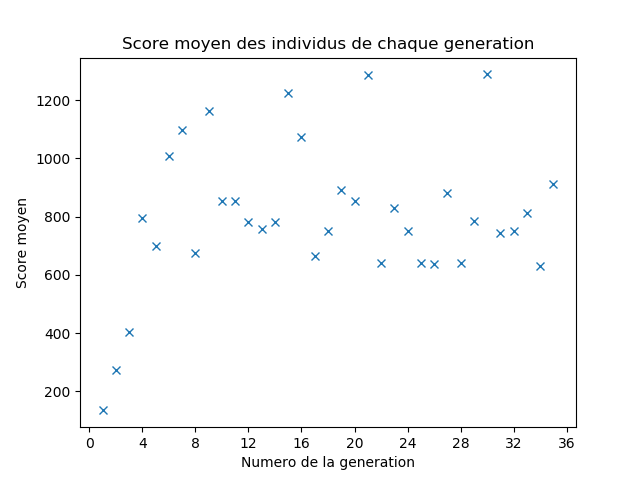 Score moyen des individus de chaque generation
1200
1000
800
600
400
200
Score moyen
0 4 8 12 16 20 24 28 32 36
Numero de la generation